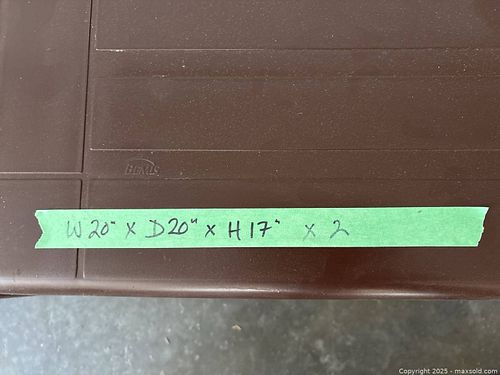 W 20" x D 20" x H 17" x 2
Copyright 2025 - maxsold.com